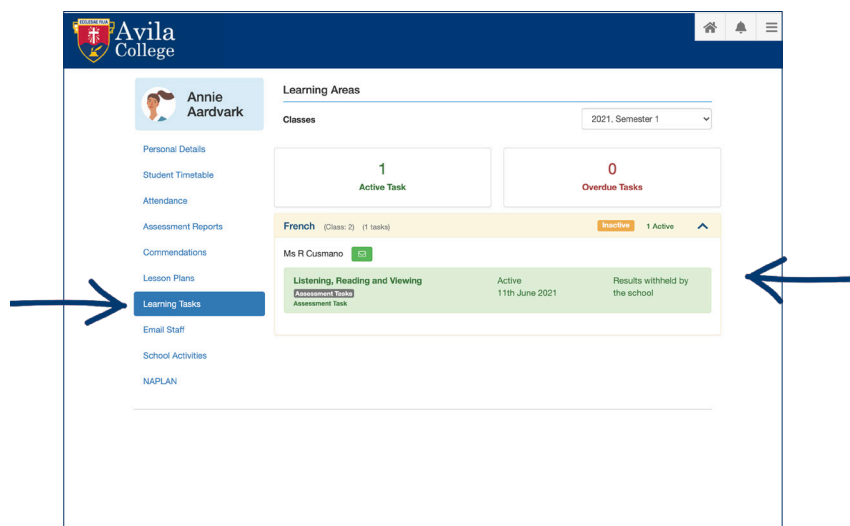 ECCLESIAE FILIA
Avila
College
Annie
Aardvark
Personal Details
Student Timetable
Attendance
Assessment Reports
Commendations
Lesson Plans
Learning Tasks
Email Staff
School Activities
NAPLAN
Learning Areas
Classes
2021, Semester 1
1
Active Task
0
Overdue Tasks
French (Class: 2) (1 tasks) Inactive 1 Active
Ms R Cusmano
Listening, Reading and Viewing Active Results withheld by
Assessment Tasks 11th June 2021 the school
Assessment Task